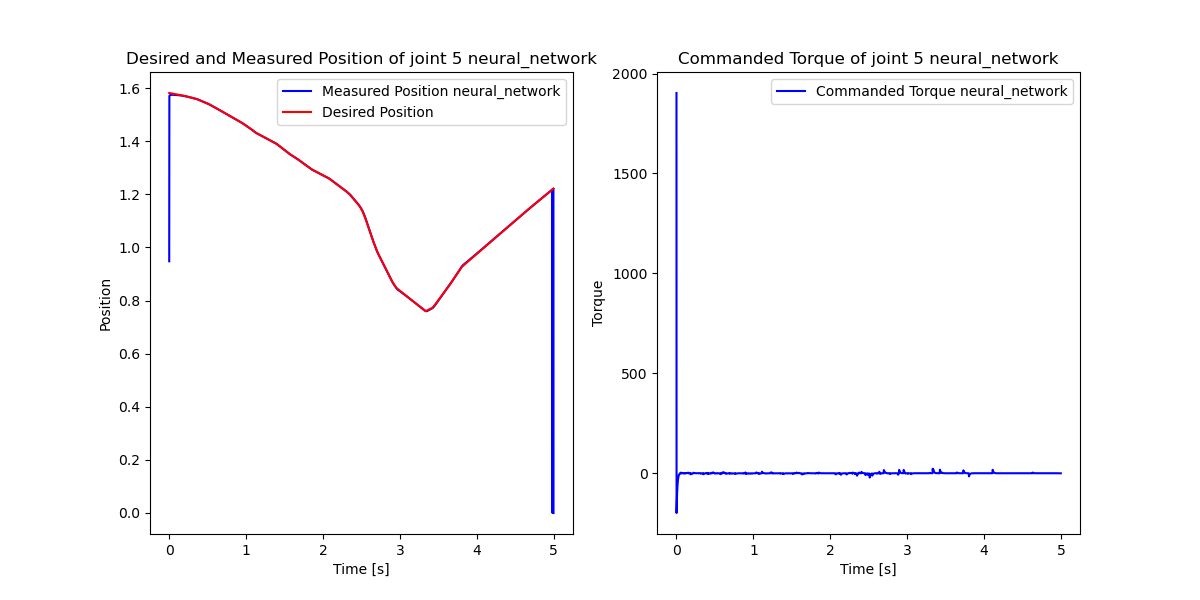 Desired and Measured Position of joint 5 neural_network
Measured Position neural_network
Desired Position
1.6
1.4
1.2
1.0
0.8
0.6
0.4
0.2
0.0
Position
0 1 2 3 4 5
Time [s]
Commanded Torque of joint 5 neural_network
Commanded Torque neural_network
2000
1500
1000
500
0
Torque
0 1 2 3 4 5
Time [s]